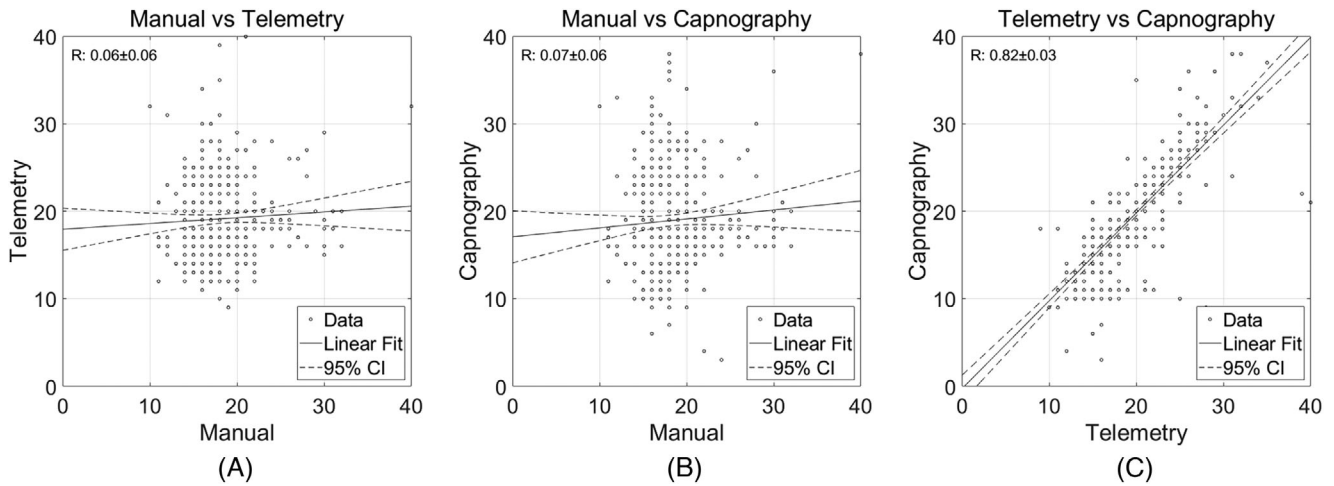 Manual vs Telemetry
R: 0.06±0.06
40
30
20
10
0
Telemetry
Data
Linear Fit
95% CI
0 10 20 30 40
Manual
(A)
Manual vs Capnography
R: 0.07±0.06
40
30
20
10
0
Capnography
Data
Linear Fit
95% CI
0 10 20 30 40
Manual
(B)
Telemetry vs Capnography
R: 0.82±0.03
40
30
20
10
0
Capnography
Data
Linear Fit
95% CI
0 10 20 30 40
Telemetry
(C)